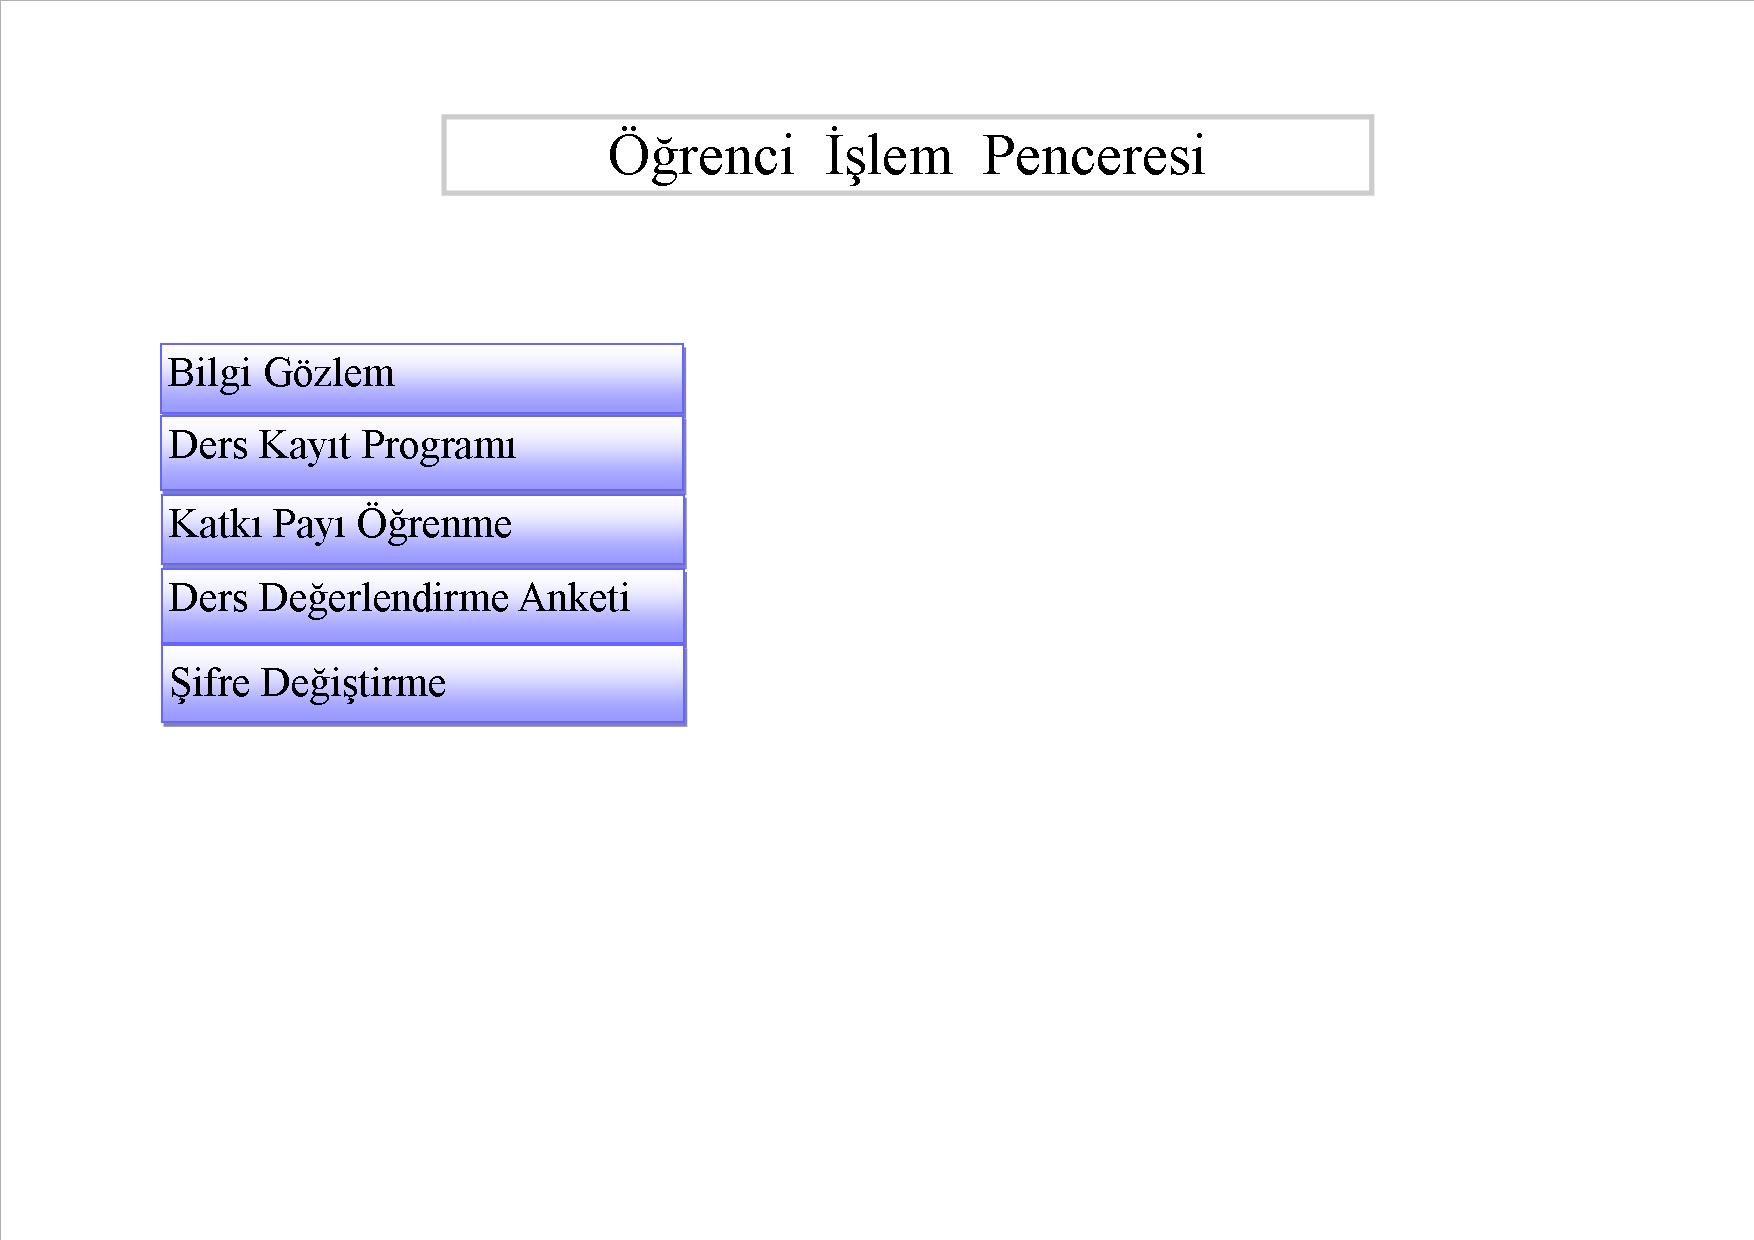 Öğrenci İşlem Penceresi
Bilgi Gözlem
Ders Kayıt Programı
Katkı Payı Öğrenme
Ders Değerlendirme Anketi
Şifre Değiştirme